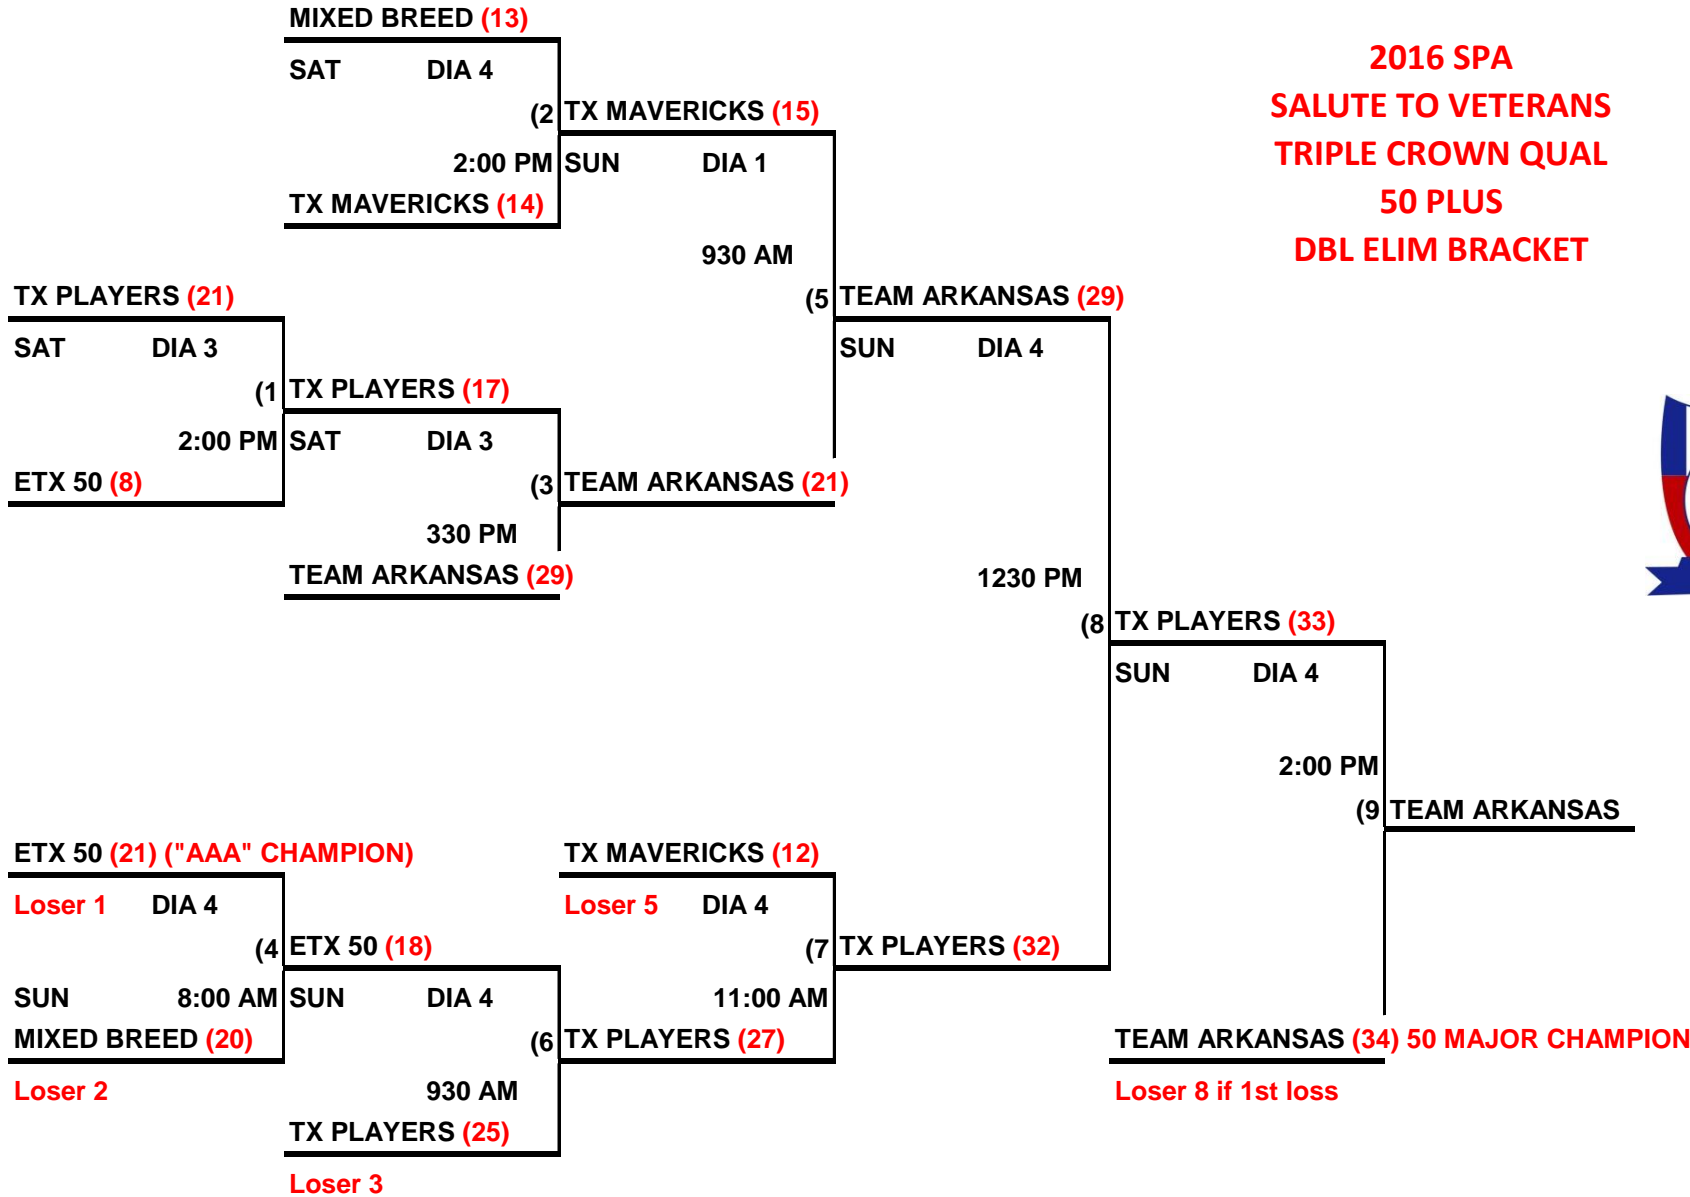 MIXED BREED (13)
2016 SPA
SALUTE TO VETERANS
TRIPLE CROWN QUAL
50 PLUS
DBL ELIM BRACKET
SAT DIA 4
(2 TX MAVERICKS (15)
2:00 PM SUN DIA 1
TX MAVERICKS (14)
930 AM
TX PLAYERS (21)
(5 TEAM ARKANSAS (29)
SAT DIA 3
SUN DIA 4
(1 TX PLAYERS (17)
2:00 PM SAT DIA 3
ETX 50 (8)
(3 TEAM ARKANSAS (21)
330 PM
TEAM ARKANSAS (29)
1230 PM
(8 TX PLAYERS (33)
SUN DIA 4
2:00 PM
(9 TEAM ARKANSAS
ETX 50 (21) ("AAA" CHAMPION)
TX MAVERICKS (12)
Loser 1 DIA 4
Loser 5 DIA 4
(4 ETX 50 (18)
(7 TX PLAYERS (32)
SUN 8:00 AM SUN DIA 4
11:00 AM
MIXED BREED (20)
(6 TX PLAYERS (27)
TEAM ARKANSAS (34) 50 MAJOR CHAMPION
Loser 2
930 AM
Loser 8 if 1st loss
TX PLAYERS (25)
Loser 3